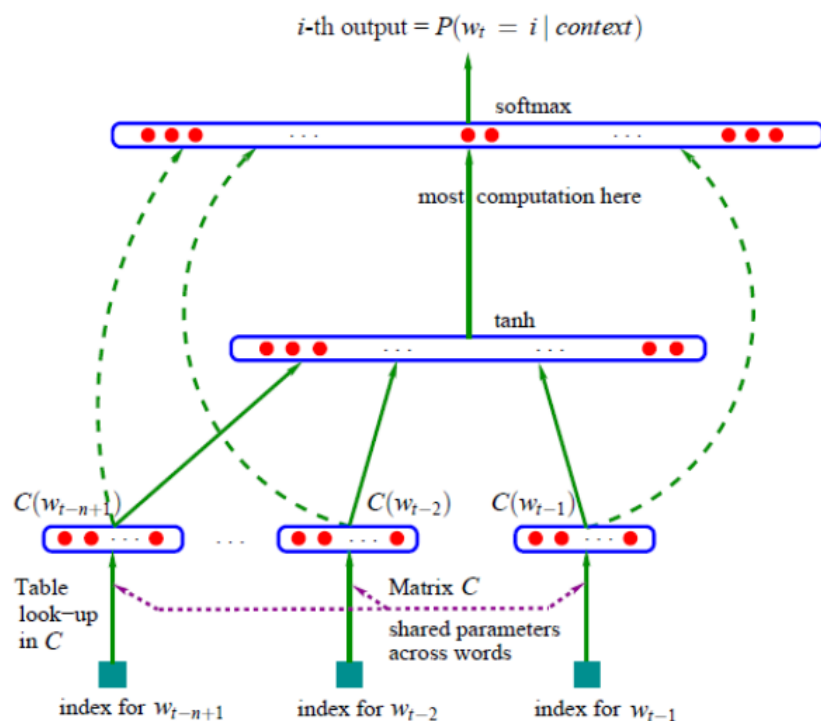 i-th output = P(w_t = i | context)
softmax
. . .
. . .
most computation here
tanh
. . .
. . .
C(w_{t−n+1})
C(w_{t−2})
C(w_{t−1})
. . .
. . .
. . .
. . .
Table
look−up
in C
Matrix C
shared parameters
across words
index for w_{t−n+1}
index for w_{t−2}
index for w_{t−1}